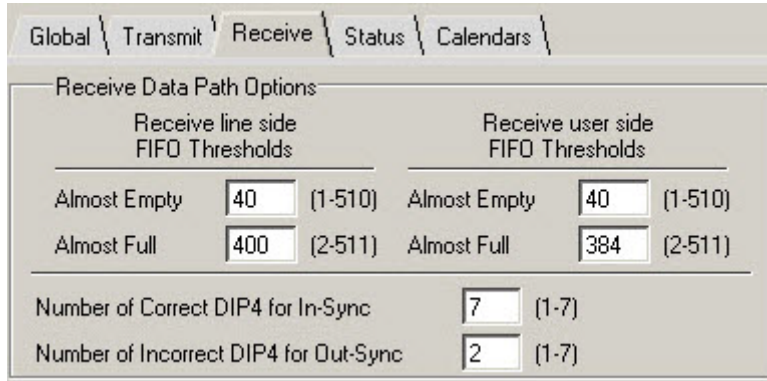 Global Transmit Receive Status Calendars
Receive Data Path Options
Receive line side
FIFO Thresholds
Receive user side
FIFO Thresholds
Almost Empty 40 (1-510) Almost Empty 40 (1-510)
Almost Full 400 (2-511) Almost Full 384 (2-511)
Number of Correct DIP4 for In-Sync 7 (1-7)
Number of Incorrect DIP4 for Out-Sync 2 (1-7)